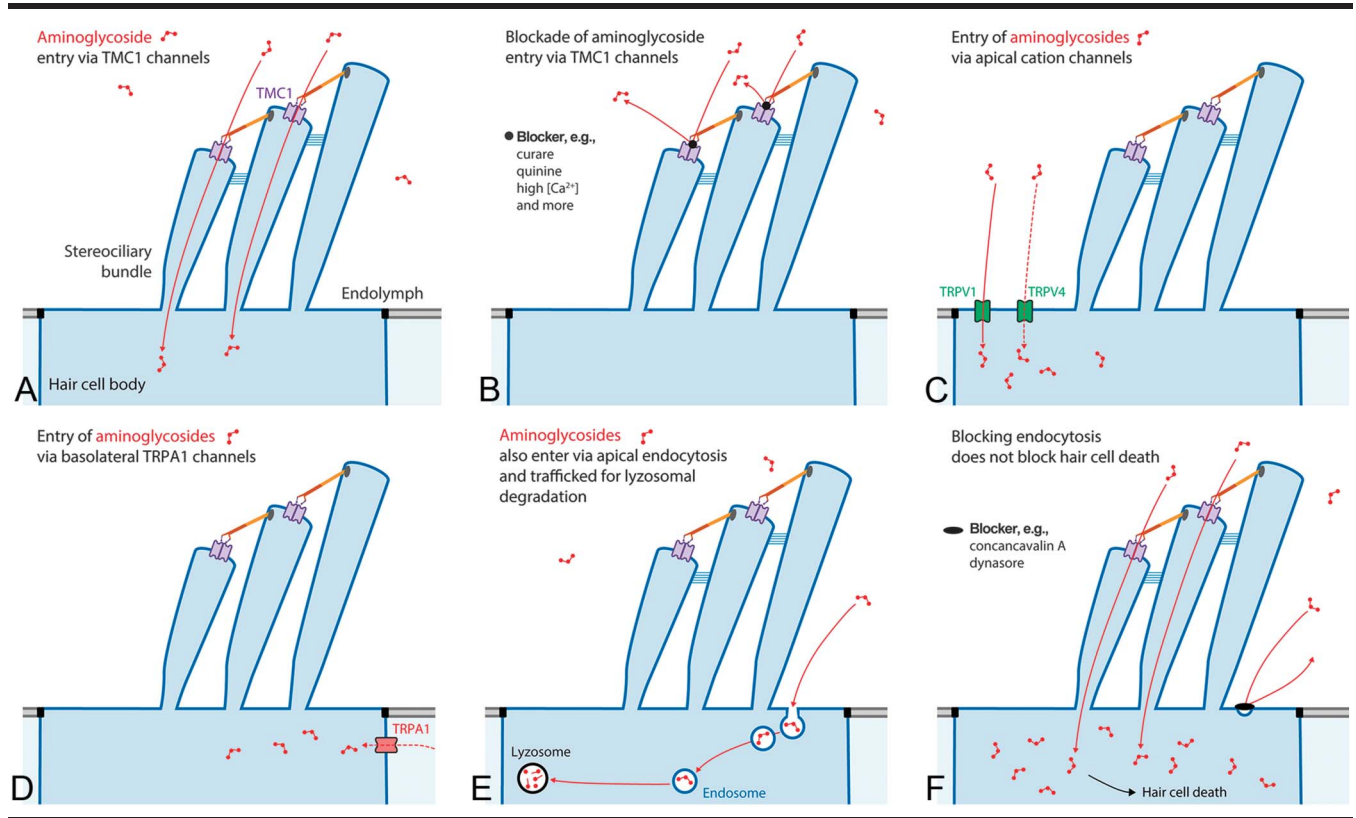 Aminoglycoside
entry via TMC1 channels
TMC1
Stereociliary
bundle
Endolymph
Hair cell body
A
Blockade of aminoglycoside
entry via TMC1 channels
Blocker, e.g.,
curare
quinine
high [Ca²⁺]
and more
B
Entry of aminoglycosides
via apical cation channels
TRPV1
TRPV4
C
Entry of aminoglycosides
via basolateral TRPA1 channels
TRPA1
D
Aminoglycosides
also enter via apical endocytosis
and trafficked for lyzosomal
degradation
Lyzosome
Endosome
E
Blocking endocytosis
does not block hair cell death
Blocker, e.g.,
concancavalin A
dynasore
Hair cell death
F